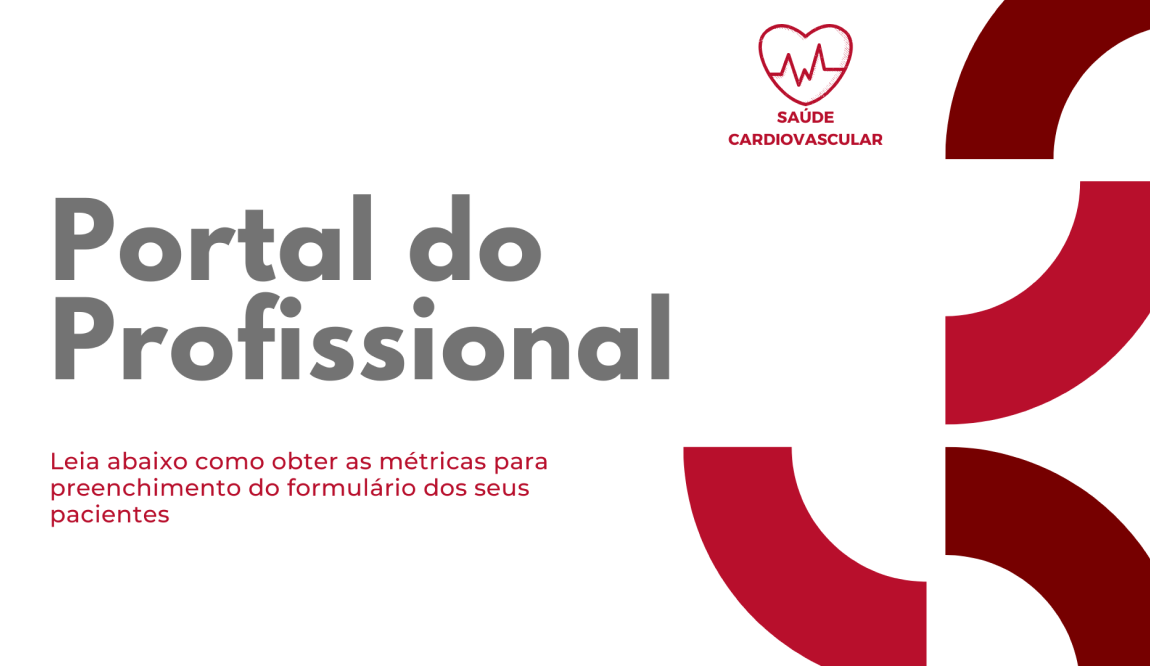 SAÚDE
CARDIOVASCULAR
Portal do
Profissional
Leia abaixo como obter as métricas para
preenchimento do formulário dos seus
pacientes